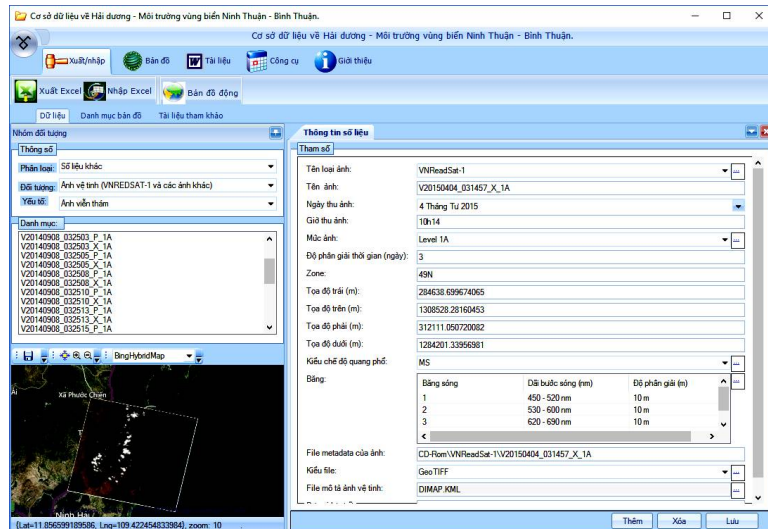 Cơ sở dữ liệu về Hải dương - Môi trường vùng biển Ninh Thuận - Bình Thuận.
Cơ sở dữ liệu về Hải dương - Môi trường vùng biển Ninh Thuận - Bình Thuận.
Xuất/nhập Bản đồ Tài liệu Công cụ Giới thiệu
Xuất Excel Nhập Excel Bản đồ động
Dữ liệu Danh mục bản đồ Tài liệu tham khảo
Nhóm đối tượng
Thông số
Phân loại: Số liệu khác
Đối tượng: Ảnh vệ tinh (VNREDSAT-1 và các ảnh khác)
Yếu tố: Ảnh viễn thám
Danh mục:
V20140908_032503_P_1A
V20140908_032503_X_1A
V20140908_032505_P_1A
V20140908_032505_X_1A
V20140908_032508_P_1A
V20140908_032508_X_1A
V20140908_032510_P_1A
V20140908_032510_X_1A
V20140908_032513_P_1A
V20140908_032513_X_1A
V20140908_032515_P_1A
BingHybridMap
Xã Phước Chiến
Ninh Hải
{Lat=11.856599189586, Lng=109.422454833984}, zoom: 10
Thông tin số liệu
Tham số
Tên loại ảnh: VNReadSat-1
Tên ảnh: V20150404_031457_X_1A
Ngày thu ảnh: 4 Tháng Tư 2015
Giờ thu ảnh: 10h14
Mức ảnh: Level 1A
Độ phân giải thời gian (ngày): 3
Zone: 49N
Tọa độ trái (m): 284638.699674065
Tọa độ trên (m): 1308528.28160453
Tọa độ phải (m): 312111.050720082
Tọa độ dưới (m): 1284201.33956981
Kiểu chế độ quang phổ: MS
Băng:
Băng sóng Dải bước sóng (nm) Độ phân giải (m)
1 450 - 520 nm 10 m
2 530 - 600 nm 10 m
3 620 - 690 nm 10 m
File metadata của ảnh: CD-Rom\VNReadSat-1\V20150404_031457_X_1A
Kiểu file: GeoTIFF
File mô tả ảnh vệ tinh: DIMAP.KML
Thêm Xóa Lưu